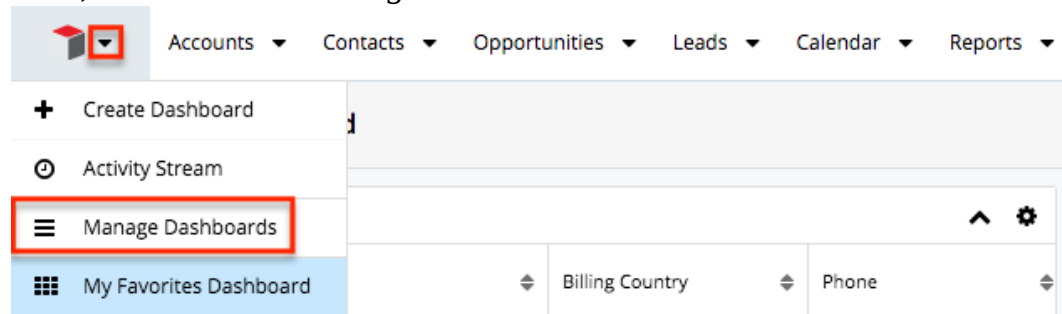 Accounts Contacts Opportunities Leads Calendar Reports
Create Dashboard
Activity Stream
Manage Dashboards
My Favorites Dashboard
Billing Country Phone